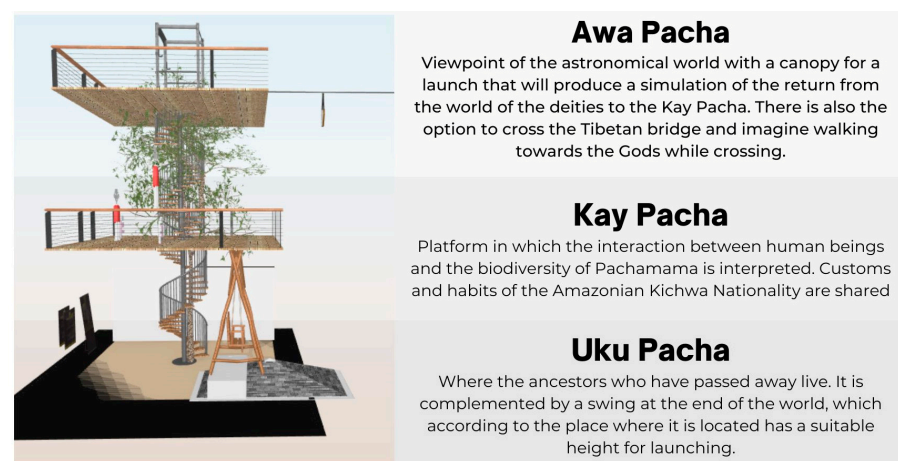 Awa Pacha
Viewpoint of the astronomical world with a canopy for a
launch that will produce a simulation of the return from
the world of the deities to the Kay Pacha. There is also the
option to cross the Tibetan bridge and imagine walking
towards the Gods while crossing.
Kay Pacha
Platform in which the interaction between human beings
and the biodiversity of Pachamama is interpreted. Customs
and habits of the Amazonian Kichwa Nationality are shared
Uku Pacha
Where the ancestors who have passed away live. It is
complemented by a swing at the end of the world, which
according to the place where it is located has a suitable
height for launching.